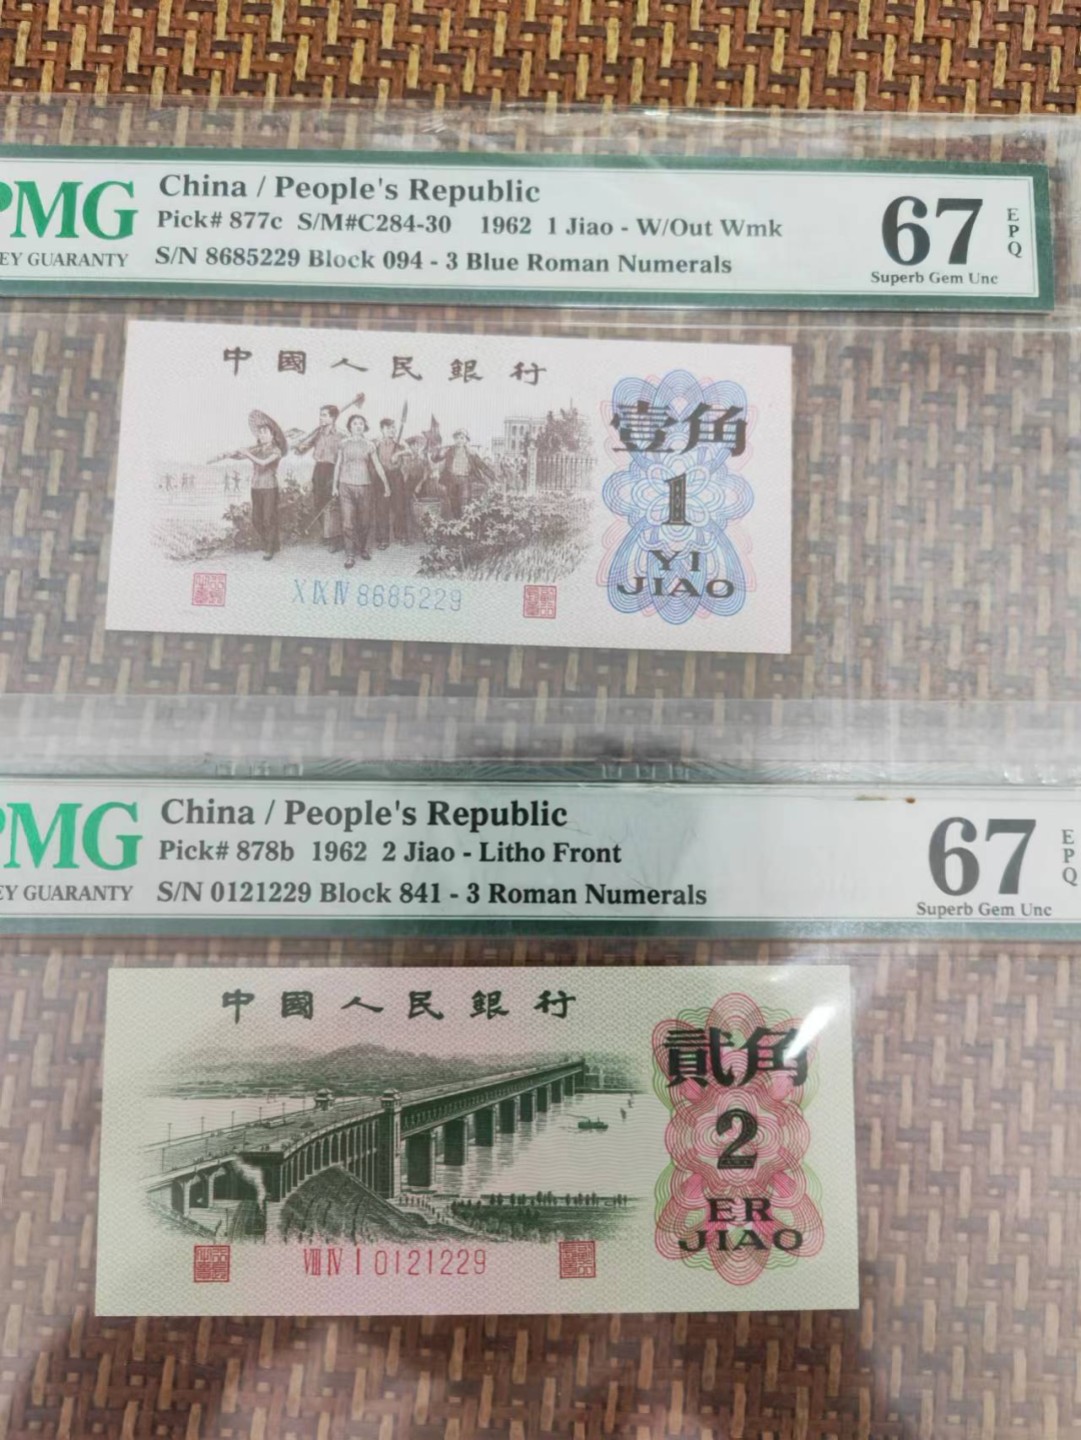 PMG
China / People's Republic
Pick# 877c S/M#C284-30 1962 1 Jiao - W/Out Wmk
EY GUARANTY
S/N 8685229 Block 094 - 3 Blue Roman Numerals
67
EPQ
Superb Gem Unc
中國人民銀行
壹角
1
YI
JIAO
X IX IV 8685229
PMG
China / People's Republic
Pick# 878b 1962 2 Jiao - Litho Front
EY GUARANTY
S/N 0121229 Block 841 - 3 Roman Numerals
67
EPQ
Superb Gem Unc
中國人民銀行
貳角
2
ER
JIAO
VIII IV I 0121229